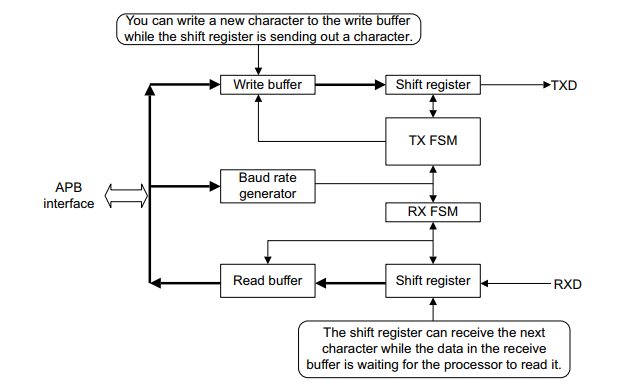 You can write a new character to the write buffer
while the shift register is sending out a character.
Write buffer
Shift register
TXD
TX FSM
Baud rate
generator
APB
interface
RX FSM
Read buffer
Shift register
RXD
The shift register can receive the next
character while the data in the receive
buffer is waiting for the processor to read it.